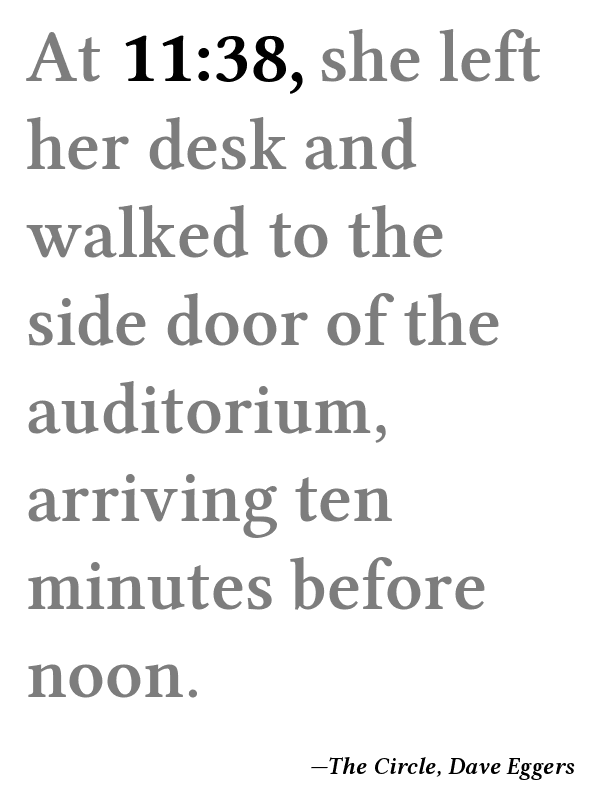 At 11:38, she left
her desk and
walked to the
side door of the
auditorium,
arriving ten
minutes before
noon.
—The Circle, Dave Eggers